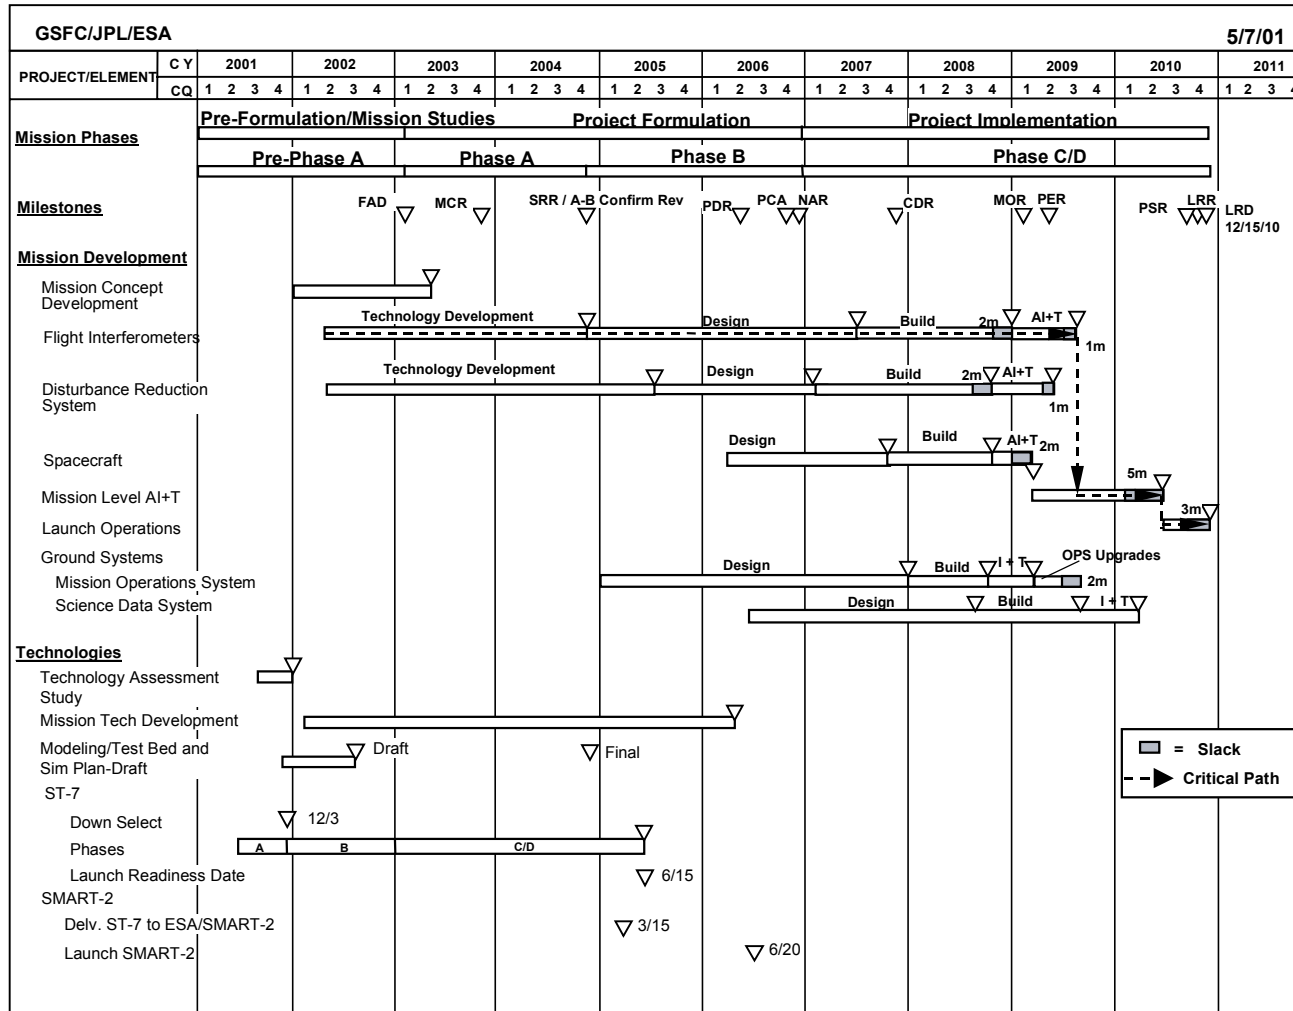 GSFC/JPL/ESA
5/7/01
PROJECT/ELEMENT
C Y 2001 2002 2003 2004 2005 2006 2007 2008 2009 2010 2011
CQ 1 2 3 4 1 2 3 4 1 2 3 4 1 2 3 4 1 2 3 4 1 2 3 4 1 2 3 4 1 2 3 4 1 2 3 4 1 2 3 4 1 2 3 4
Pre-Formulation/Mission Studies Project Formulation Project Implementation
Mission Phases
Pre-Phase A Phase A Phase B Phase C/D
Milestones
FAD MCR SRR / A-B Confirm Rev PDR PCA NAR CDR MOR PER PSR LRR LRD
12/15/10
Mission Development
Mission Concept
Development
Flight Interferometers
Technology Development Design Build 2m AI+T 1m
Disturbance Reduction
System
Technology Development Design Build 2m AI+T 1m
Spacecraft
Design Build AI+T 2m
Mission Level AI+T
5m
Launch Operations
3m
Ground Systems
Mission Operations System
Design Build I + T OPS Upgrades 2m
Science Data System
Design Build I + T
Technologies
Technology Assessment
Study
Mission Tech Development
Modeling/Test Bed and
Sim Plan-Draft
Draft Final
ST-7
Down Select
12/3
Phases
A B C/D
Launch Readiness Date
6/15
SMART-2
Delv. ST-7 to ESA/SMART-2
3/15
Launch SMART-2
6/20
= Slack
Critical Path